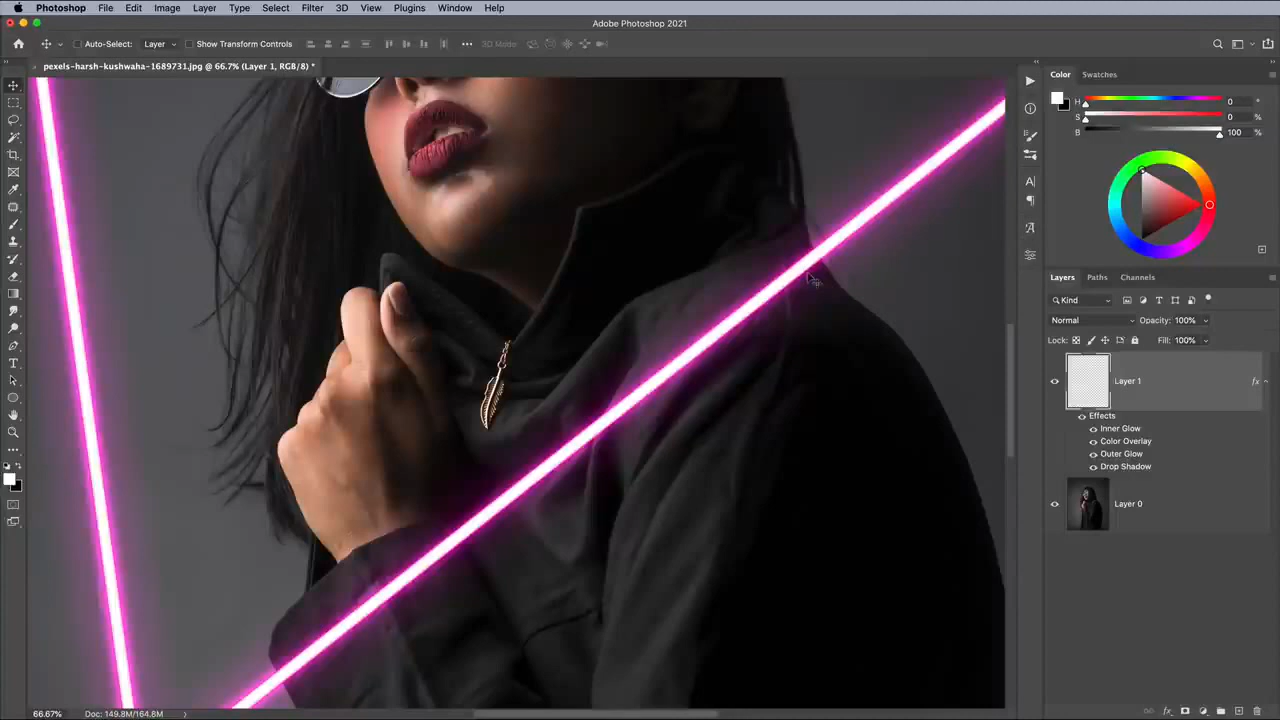 Photoshop File Edit Image Layer Type Select Filter 3D View Plugins Window Help
Adobe Photoshop 2021
Auto-Select: Layer Show Transform Controls 3D Mode
pexels-harsh-kushwaha-1689731.jpg @ 66.7% (Layer 1, RGB/8) *
Color Swatches
H 0 °
S 0 %
B 100 %
Layers Paths Channels
Kind
Normal Opacity: 100%
Lock: Fill: 100%
Layer 1 fx
Effects
Inner Glow
Color Overlay
Outer Glow
Drop Shadow
Layer 0
66.67% Doc: 149.8M/164.8M